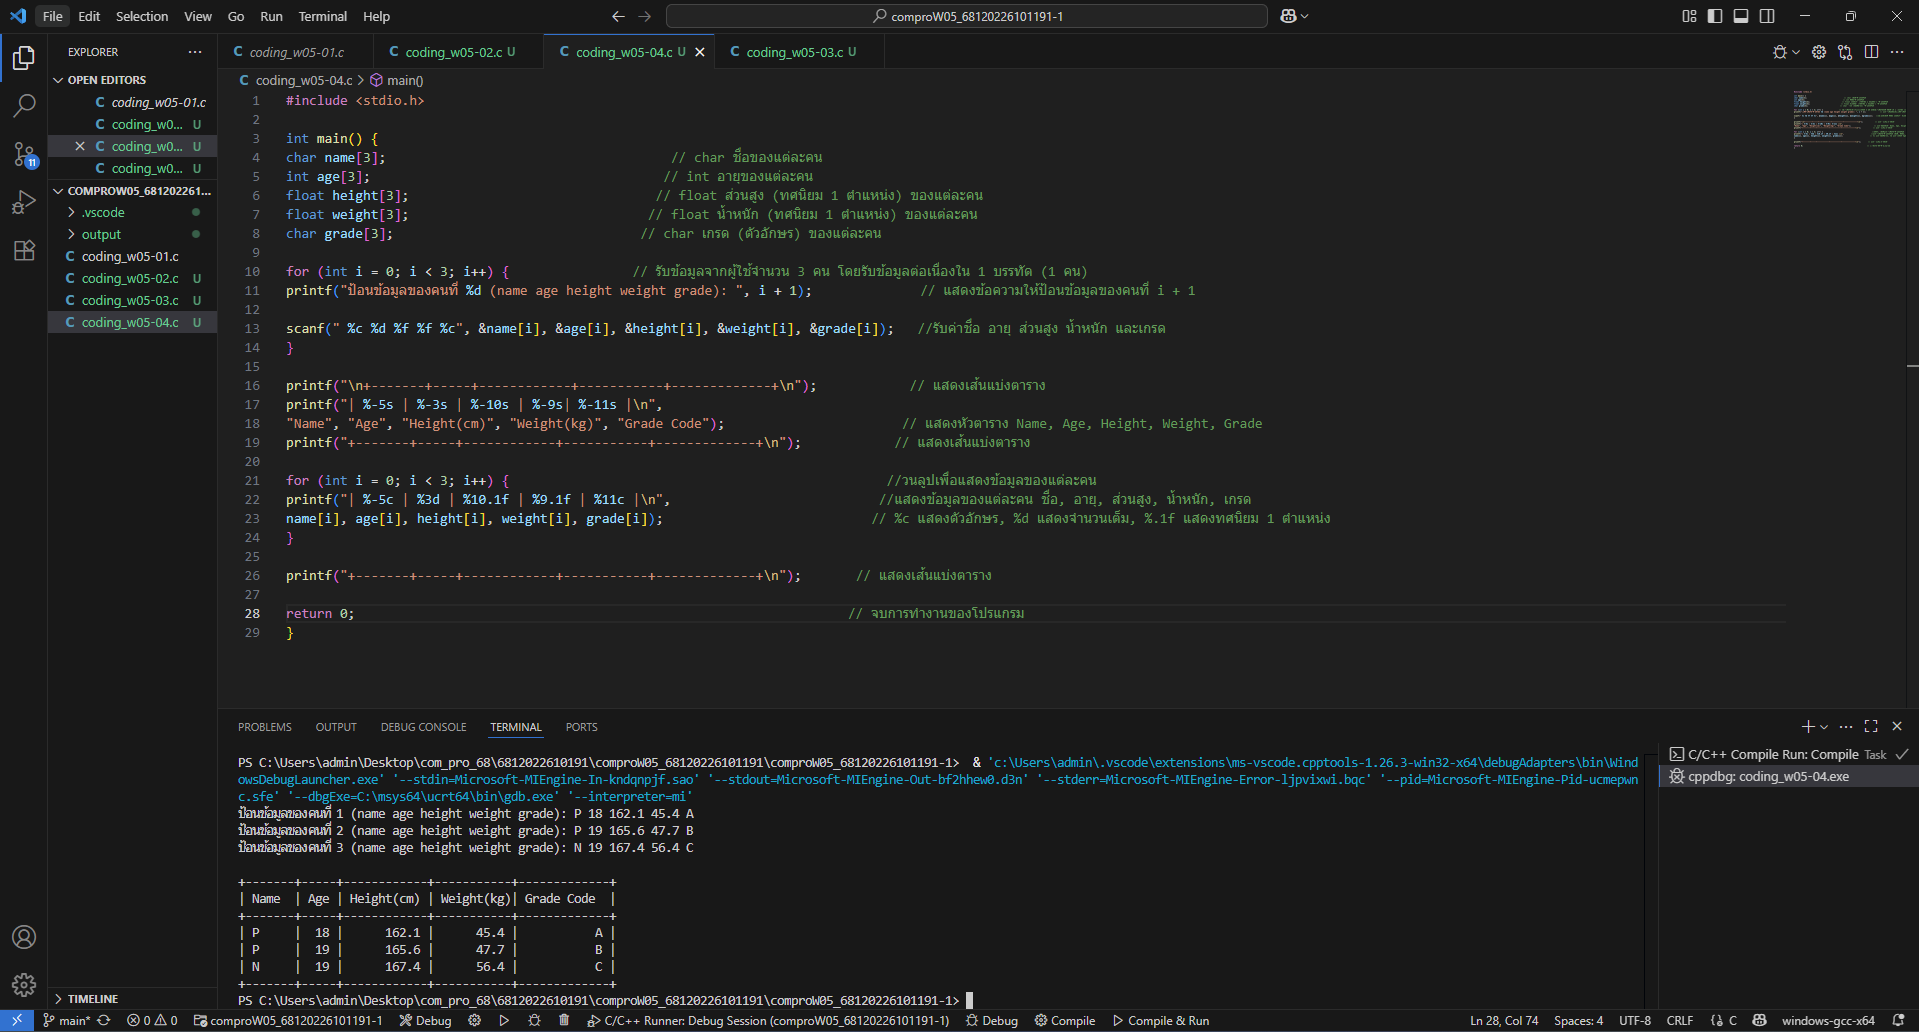 File Edit Selection View Go Run Terminal Help
comproW05_68120226101191-1
EXPLORER
OPEN EDITORS
coding_w05-01.c
coding_w0... U
coding_w0... U
coding_w0... U
COMPROW05_681202261...
.vscode
output
coding_w05-01.c
coding_w05-02.c U
coding_w05-03.c U
coding_w05-04.c U
TIMELINE
11
coding_w05-01.c coding_w05-02.c U coding_w05-04.c U coding_w05-03.c U
coding_w05-04.c > main()
1 #include <stdio.h>
2
3 int main() {
4 char name[3]; // char ชื่อของแต่ละคน
5 int age[3]; // int อายุของแต่ละคน
6 float height[3]; // float ส่วนสูง (ทศนิยม 1 ตำแหน่ง) ของแต่ละคน
7 float weight[3]; // float น้ำหนัก (ทศนิยม 1 ตำแหน่ง) ของแต่ละคน
8 char grade[3]; // char เกรด (ตัวอักษร) ของแต่ละคน
9
10 for (int i = 0; i < 3; i++) { // รับข้อมูลจากผู้ใช้จำนวน 3 คน โดยรับข้อมูลต่อเนื่องใน 1 บรรทัด (1 คน)
11 printf("ป้อนข้อมูลของคนที่ %d (name age height weight grade): ", i + 1); // แสดงข้อความให้ป้อนข้อมูลของคนที่ i + 1
12
13 scanf(" %c %d %f %f %c", &name[i], &age[i], &height[i], &weight[i], &grade[i]); //รับค่าชื่อ อายุ ส่วนสูง น้ำหนัก และเกรด
14 }
15
16 printf("\n+-------+-----+------------+-----------+-------------+\n"); // แสดงเส้นแบ่งตาราง
17 printf("| %-5s | %-3s | %-10s | %-9s| %-11s |\n",
18 "Name", "Age", "Height(cm)", "Weight(kg)", "Grade Code"); // แสดงหัวตาราง Name, Age, Height, Weight, Grade
19 printf("+-------+-----+------------+-----------+-------------+\n"); // แสดงเส้นแบ่งตาราง
20
21 for (int i = 0; i < 3; i++) { //วนลูปเพื่อแสดงข้อมูลของแต่ละคน
22 printf("| %-5c | %3d | %10.1f | %9.1f | %11c |\n", //แสดงข้อมูลของแต่ละคน ชื่อ, อายุ, ส่วนสูง, น้ำหนัก, เกรด
23 name[i], age[i], height[i], weight[i], grade[i]); // %c แสดงตัวอักษร, %d แสดงจำนวนเต็ม, %.1f แสดงทศนิยม 1 ตำแหน่ง
24 }
25
26 printf("+-------+-----+------------+-----------+-------------+\n"); // แสดงเส้นแบ่งตาราง
27
28 return 0; // จบการทำงานของโปรแกรม
29 }
PROBLEMS OUTPUT DEBUG CONSOLE TERMINAL PORTS
PS C:\Users\admin\Desktop\com_pro_68\6812022610191\comproW05_68120226101191\comproW05_68120226101191-1> & 'c:\Users\admin\.vscode\extensions\ms-vscode.cpptools-1.26.3-win32-x64\debugAdapters\bin\Wind
owsDebugLauncher.exe' '--stdin=Microsoft-MIEngine-In-kndqnpjf.sao' '--stdout=Microsoft-MIEngine-Out-bf2hhew0.d3n' '--stderr=Microsoft-MIEngine-Error-ljpvixwi.bqc' '--pid=Microsoft-MIEngine-Pid-ucmepwn
c.sfe' '--dbgExe=C:\msys64\ucrt64\bin\gdb.exe' '--interpreter=mi'
ป้อนข้อมูลของคนที่ 1 (name age height weight grade): P 18 162.1 45.4 A
ป้อนข้อมูลของคนที่ 2 (name age height weight grade): P 19 165.6 47.7 B
ป้อนข้อมูลของคนที่ 3 (name age height weight grade): N 19 167.4 56.4 C
+-------+-----+------------+-----------+-------------+
| Name | Age | Height(cm) | Weight(kg)| Grade Code |
+-------+-----+------------+-----------+-------------+
| P | 18 | 162.1 | 45.4 | A |
| P | 19 | 165.6 | 47.7 | B |
| N | 19 | 167.4 | 56.4 | C |
+-------+-----+------------+-----------+-------------+
PS C:\Users\admin\Desktop\com_pro_68\6812022610191\comproW05_68120226101191\comproW05_68120226101191-1>
C/C++ Compile Run: Compile Task
cppdbg: coding_w05-04.exe
main* 0 0 comproW05_68120226101191-1 Debug C/C++ Runner: Debug Session (comproW05_68120226101191-1) Debug Compile Compile & Run Ln 28, Col 74 Spaces: 4 UTF-8 CRLF {} C windows-gcc-x64